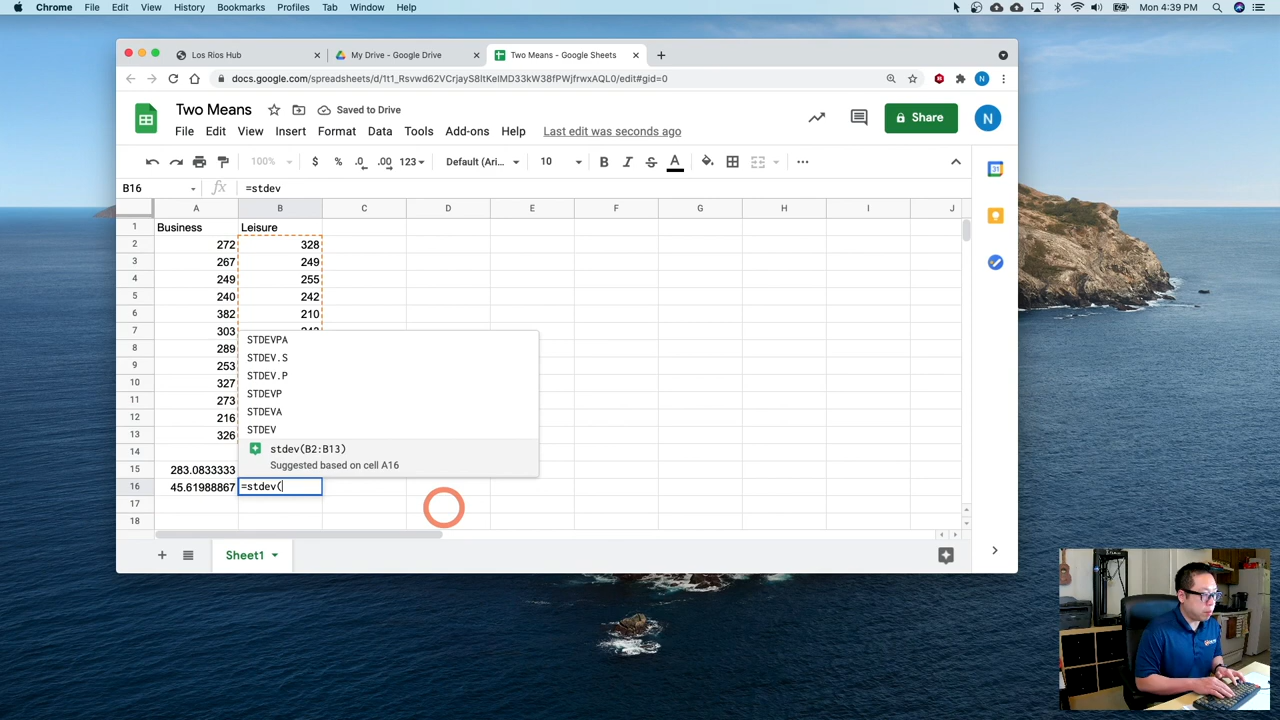 Chrome File Edit View History Bookmarks Profiles Tab Window Help Mon 4:39 PM
Los Rios Hub × My Drive - Google Drive × Two Means - Google Sheets × +
docs.google.com/spreadsheets/d/1t1_Rsvwd62VCrjayS8ltKelMD33kW38fPWjfrwxAQL0/edit#gid=0 N
Two Means Saved to Drive Share N
File Edit View Insert Format Data Tools Add-ons Help Last edit was seconds ago
100% $ % .0 .00 123 Default (Ari... 10 B I S A
B16 fx =stdev
A B C D E F G H I J
1 Business Leisure
2 272 328
3 267 249
4 249 255
5 240 242
6 382 210
7 303
STDEVPA
8 289
STDEV.S
9 253
STDEV.P
10 327
STDEVP
11 273
STDEVA
12 216
STDEV
13 326
stdev(B2:B13)
14
Suggested based on cell A16
15 283.0833333
16 45.61988867 =stdev(
17
18
+ Sheet1
31